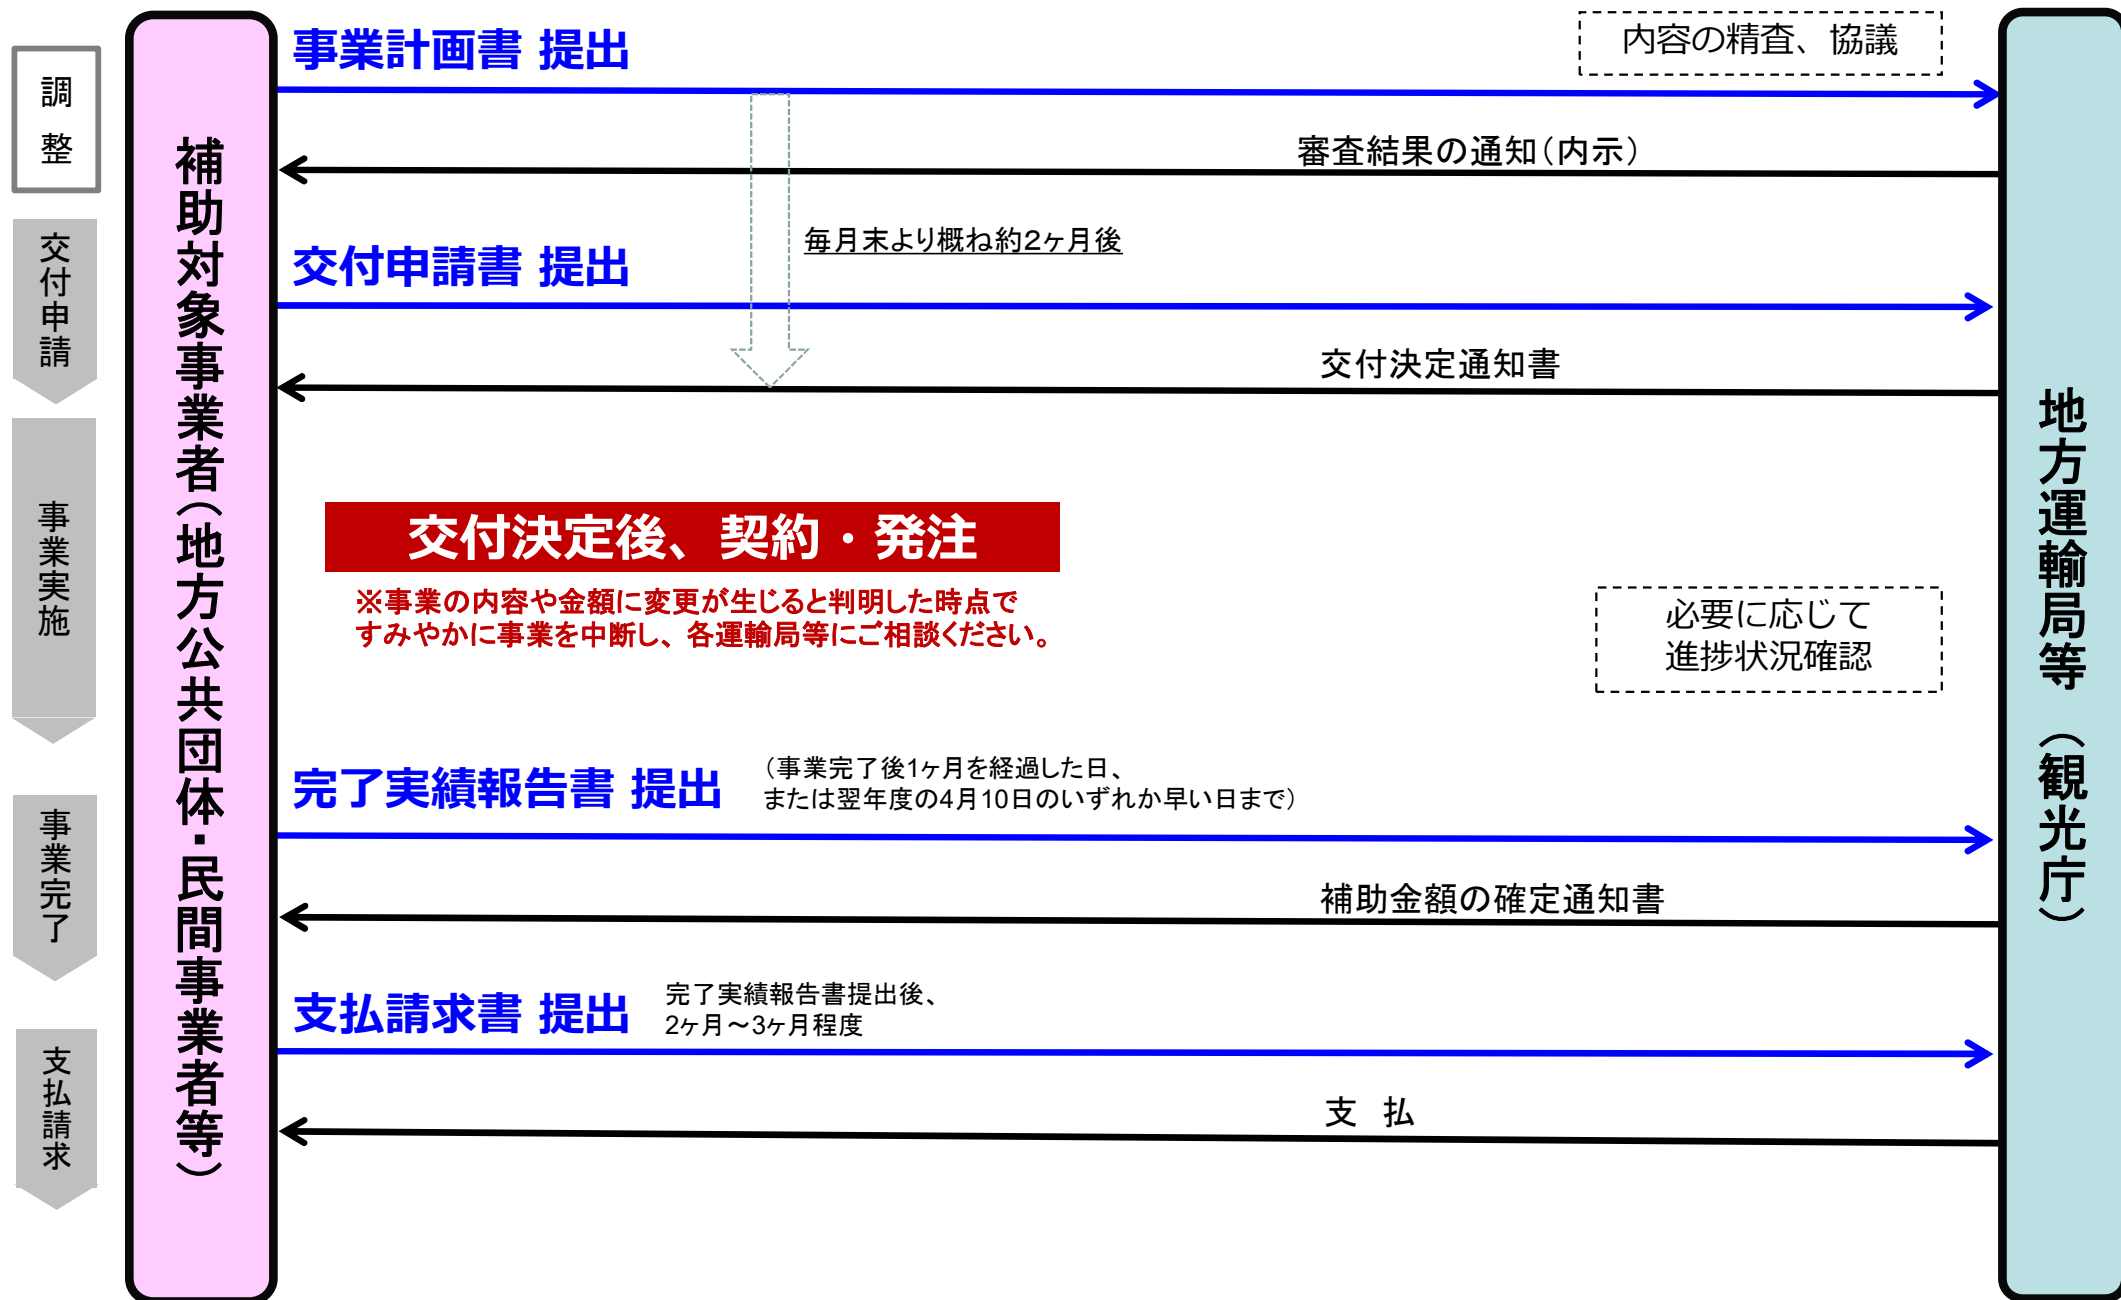 調整
交付申請
事業実施
事業完了
支払請求
補助対象事業者（地方公共団体・民間事業者等）
事業計画書 提出
内容の精査、協議
審査結果の通知（内示）
毎月末より概ね約2ヶ月後
交付申請書 提出
交付決定通知書
交付決定後、契約・発注
※事業の内容や金額に変更が生じると判明した時点で
すみやかに事業を中断し、各運輸局等にご相談ください。
必要に応じて
進捗状況確認
完了実績報告書 提出
（事業完了後1ヶ月を経過した日、
または翌年度の4月10日のいずれか早い日まで）
補助金額の確定通知書
支払請求書 提出
完了実績報告書提出後、
2ヶ月～3ヶ月程度
支 払
地方運輸局等（観光庁）